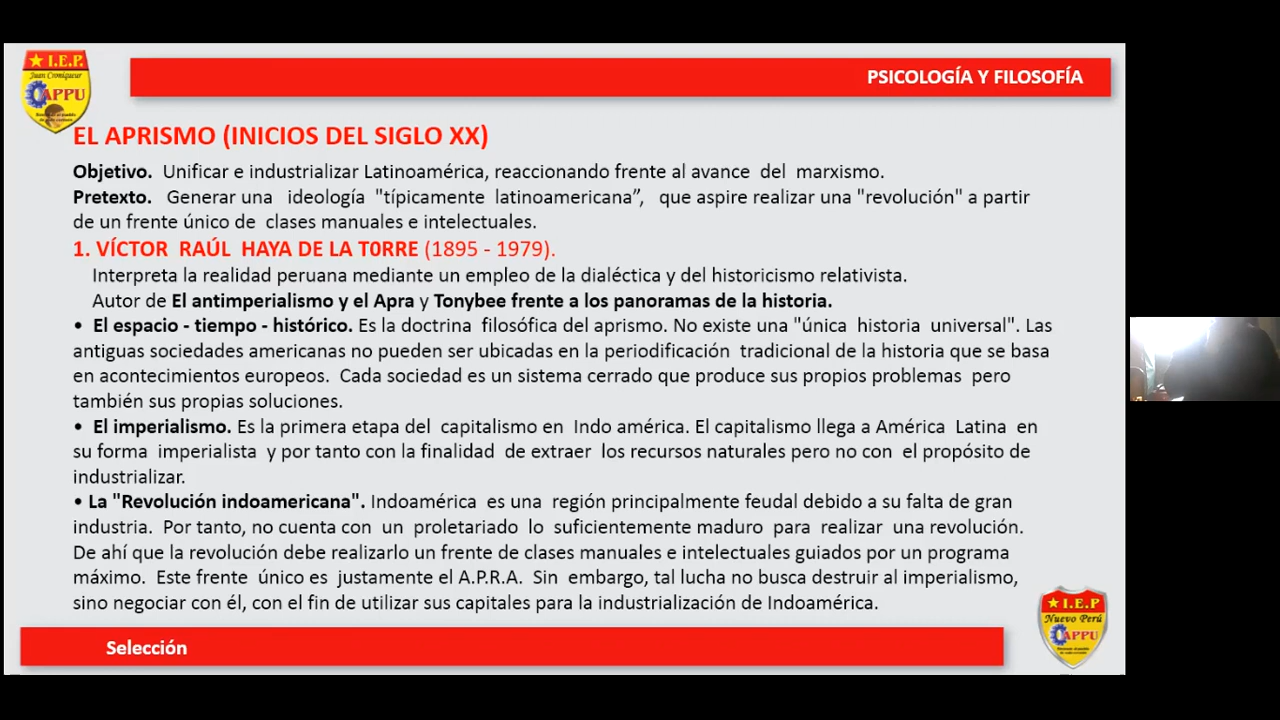 ★ I.E.P.
Juan Croniqueur
CAPPU
PSICOLOGÍA Y FILOSOFÍA
EL APRISMO (INICIOS DEL SIGLO XX)
Objetivo. Unificar e industrializar Latinoamérica, reaccionando frente al avance del marxismo.
Pretexto. Generar una ideología "típicamente latinoamericana”, que aspire realizar una "revolución" a partir
de un frente único de clases manuales e intelectuales.
1. VÍCTOR RAÚL HAYA DE LA T0RRE (1895 - 1979).
Interpreta la realidad peruana mediante un empleo de la dialéctica y del historicismo relativista.
Autor de El antimperialismo y el Apra y Tonybee frente a los panoramas de la historia.
• El espacio - tiempo - histórico. Es la doctrina filosófica del aprismo. No existe una "única historia universal". Las
antiguas sociedades americanas no pueden ser ubicadas en la periodificación tradicional de la historia que se basa
en acontecimientos europeos. Cada sociedad es un sistema cerrado que produce sus propios problemas pero
también sus propias soluciones.
• El imperialismo. Es la primera etapa del capitalismo en Indo américa. El capitalismo llega a América Latina en
su forma imperialista y por tanto con la finalidad de extraer los recursos naturales pero no con el propósito de
industrializar.
• La "Revolución indoamericana". Indoamérica es una región principalmente feudal debido a su falta de gran
industria. Por tanto, no cuenta con un proletariado lo suficientemente maduro para realizar una revolución.
De ahí que la revolución debe realizarlo un frente de clases manuales e intelectuales guiados por un programa
máximo. Este frente único es justamente el A.P.R.A. Sin embargo, tal lucha no busca destruir al imperialismo,
sino negociar con él, con el fin de utilizar sus capitales para la industrialización de Indoamérica.
Selección
★ I.E.P
Nuevo Perú
CAPPU